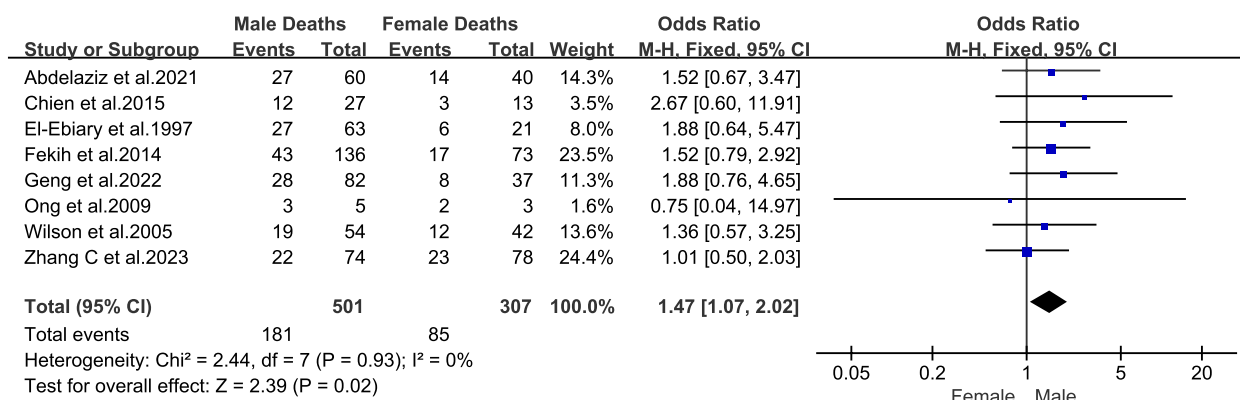 Male Deaths Female Deaths Odds Ratio Odds Ratio
Study or Subgroup Events Total Events Total Weight M-H, Fixed, 95% CI M-H, Fixed, 95% CI
Abdelaziz et al.2021 27 60 14 40 14.3% 1.52 [0.67, 3.47]
Chien et al.2015 12 27 3 13 3.5% 2.67 [0.60, 11.91]
El-Ebiary et al.1997 27 63 6 21 8.0% 1.88 [0.64, 5.47]
Fekih et al.2014 43 136 17 73 23.5% 1.52 [0.79, 2.92]
Geng et al.2022 28 82 8 37 11.3% 1.88 [0.76, 4.65]
Ong et al.2009 3 5 2 3 1.6% 0.75 [0.04, 14.97]
Wilson et al.2005 19 54 12 42 13.6% 1.36 [0.57, 3.25]
Zhang C et al.2023 22 74 23 78 24.4% 1.01 [0.50, 2.03]
Total (95% CI) 501 307 100.0% 1.47 [1.07, 2.02]
Total events 181 85
Heterogeneity: Chi² = 2.44, df = 7 (P = 0.93); I² = 0%
Test for overall effect: Z = 2.39 (P = 0.02)
0.05 0.2 1 5 20
Female Male